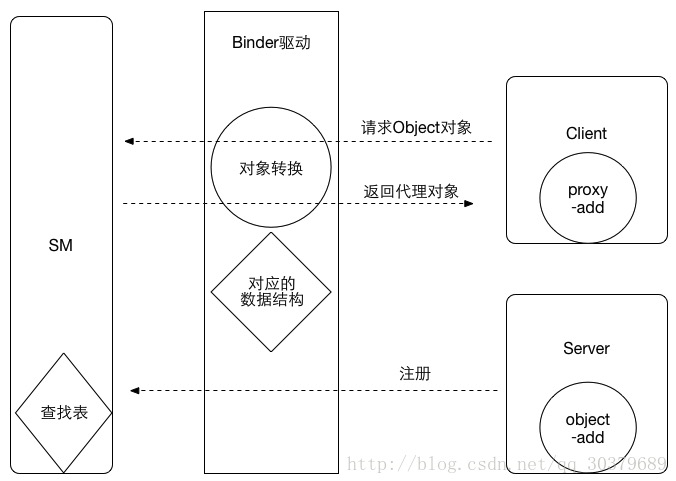 Binder驱动
请求Object对象
Client
对象转换
proxy
-add
返回代理对象
SM
对应的
数据结构
Server
注册
查找表
object
-add
http://blog.csdn.net/qq_30379689